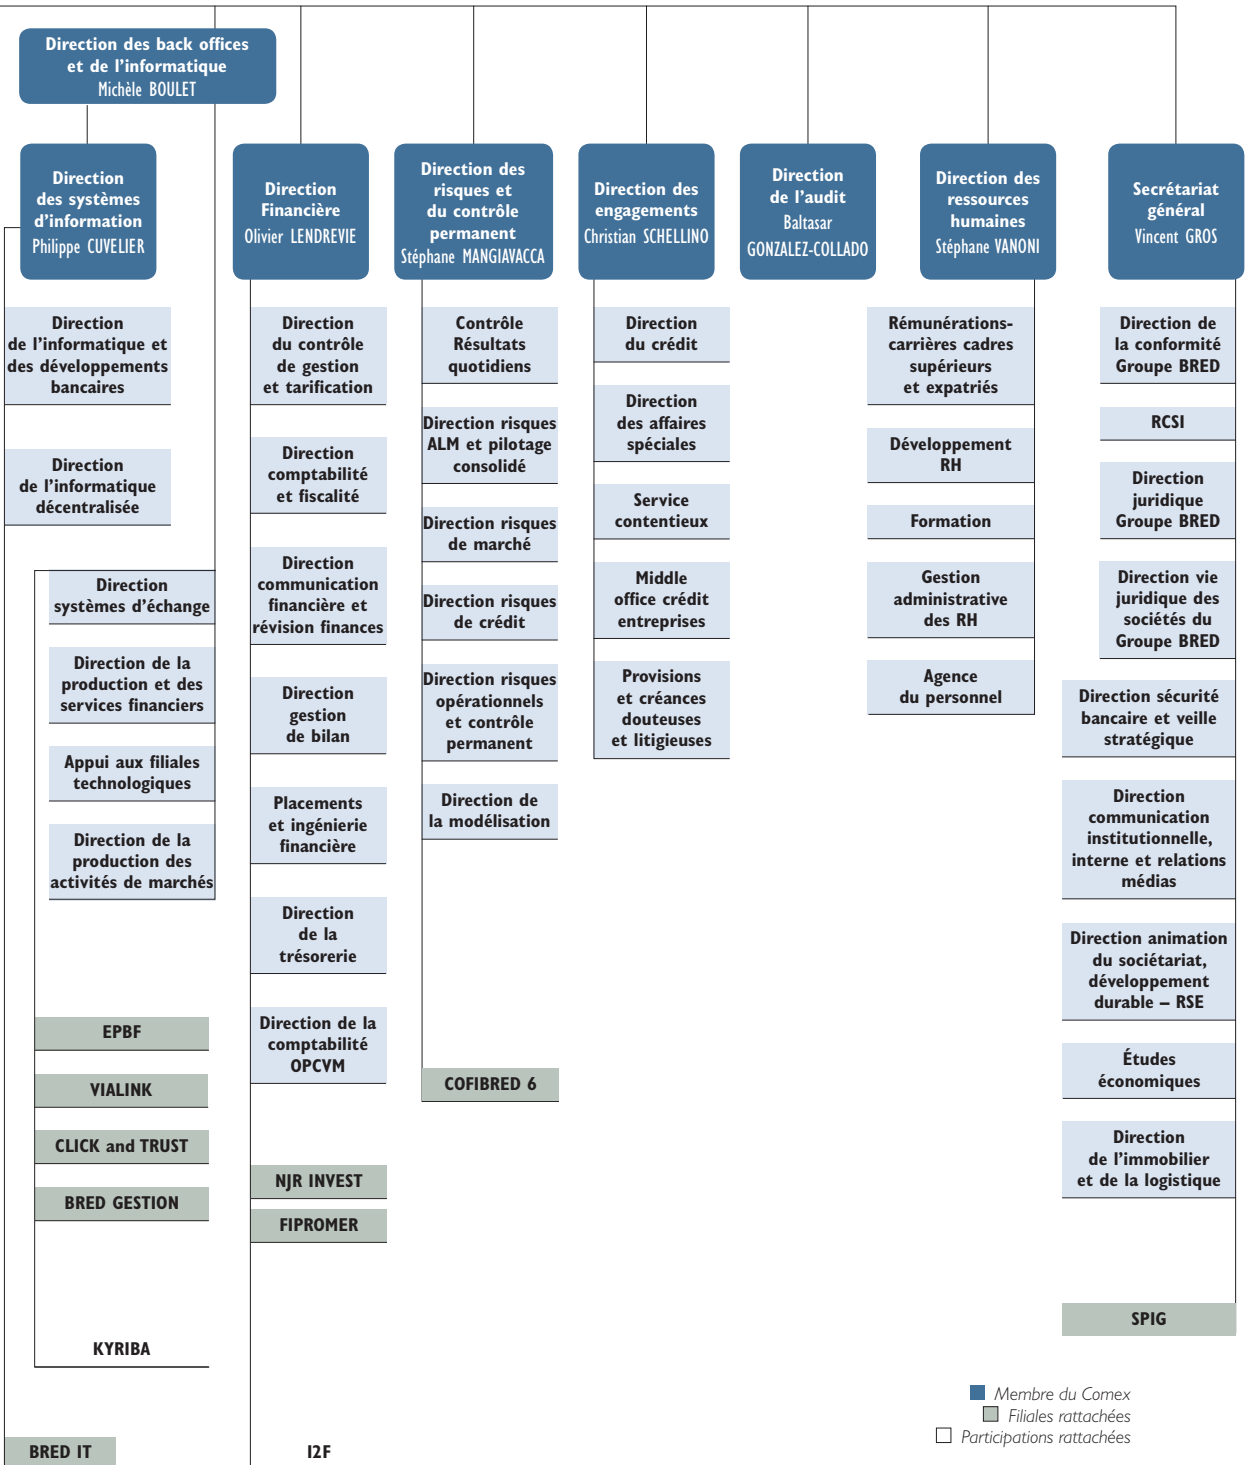 Direction des back offices
et de l'informatique
Michèle BOULET
Direction
des systèmes
d'information
Philippe CUVELIER
Direction
Financière
Olivier LENDREVIE
Direction des
risques et
du contrôle
permanent
Stéphane MANGIAVACCA
Direction des
engagements
Christian SCHELLINO
Direction
de l'audit
Baltasar
GONZALEZ-COLLADO
Direction des
ressources
humaines
Stéphane VANONI
Secrétariat
général
Vincent GROS
Direction
de l'informatique et
des développements
bancaires
Direction
de l'informatique
décentralisée
Direction
systèmes d'échange
Direction de la
production et des
services financiers
Appui aux filiales
technologiques
Direction de la
production des
activités de marchés
EPBF
VIALINK
CLICK and TRUST
BRED GESTION
KYRIBA
BRED IT
Direction
du contrôle
de gestion
et tarification
Direction
comptabilité
et fiscalité
Direction
communication
financière et
révision finances
Direction
gestion
de bilan
Placements
et ingénierie
financière
Direction
de la
trésorerie
Direction de la
comptabilité
OPCVM
NJR INVEST
FIPROMER
I2F
Contrôle
Résultats
quotidiens
Direction risques
ALM et pilotage
consolidé
Direction risques
de marché
Direction risques
de crédit
Direction risques
opérationnels
et contrôle
permanent
Direction de
la modélisation
COFIBRED 6
Direction
du crédit
Direction
des affaires
spéciales
Service
contentieux
Middle
office crédit
entreprises
Provisions
et créances
douteuses
et litigieuses
Rémunérations-
carrières cadres
supérieurs
et expatriés
Développement
RH
Formation
Gestion
administrative
des RH
Agence
du personnel
Direction de
la conformité
Groupe BRED
RCSI
Direction
juridique
Groupe BRED
Direction vie
juridique des
sociétés du
Groupe BRED
Direction sécurité
bancaire et veille
stratégique
Direction
communication
institutionnelle,
interne et relations
médias
Direction animation
du sociétariat,
développement
durable – RSE
Études
économiques
Direction
de l'immobilier
et de la logistique
SPIG
Membre du Comex
Filiales rattachées
Participations rattachées